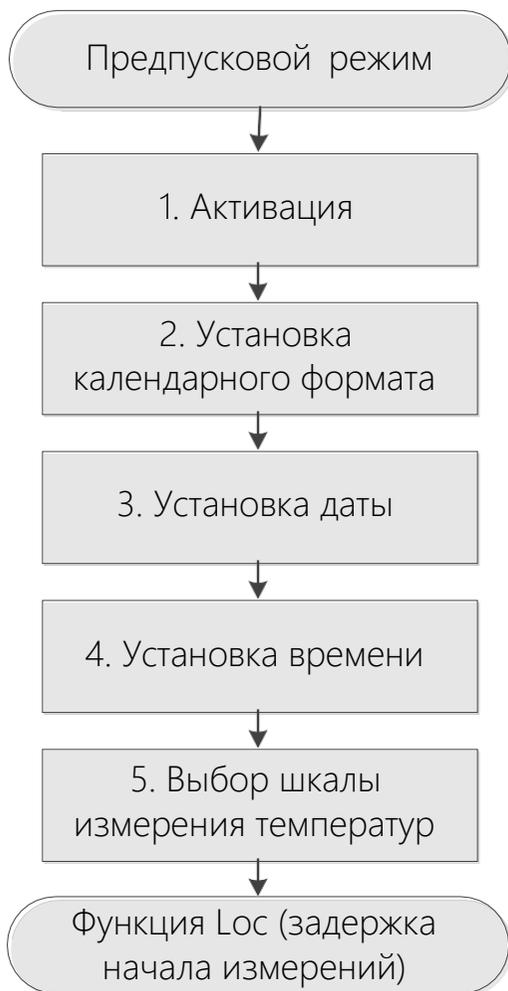 Предпусковой режим
1. Активация
2. Установка
календарного формата
3. Установка даты
4. Установка времени
5. Выбор шкалы
измерения температур
Функция Loc (задержка
начала измерений)